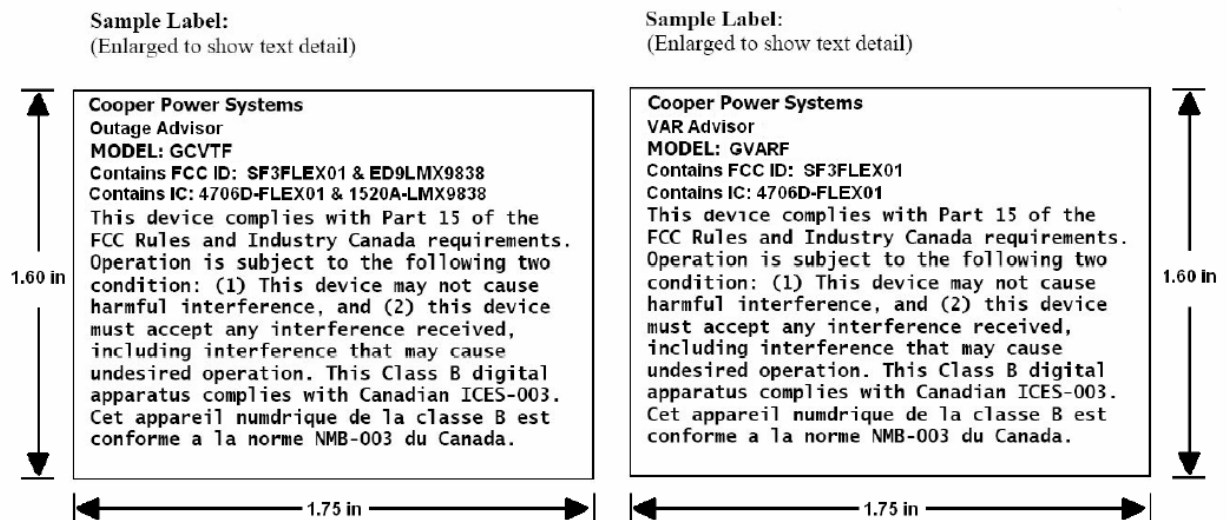 Sample Label:
(Enlarged to show text detail)
Cooper Power Systems
Outage Advisor
MODEL: GCVTF
Contains FCC ID: SF3FLEX01 & ED9LMX9838
Contains IC: 4706D-FLEX01 & 1520A-LMX9838
This device complies with Part 15 of the
FCC Rules and Industry Canada requirements.
Operation is subject to the following two
condition: (1) This device may not cause
harmful interference, and (2) this device
must accept any interference received,
including interference that may cause
undesired operation. This Class B digital
apparatus complies with Canadian ICES-003.
Cet appareil numdrique de la classe B est
conforme a la norme NMB-003 du Canada.
1.60 in
1.75 in
Sample Label:
(Enlarged to show text detail)
Cooper Power Systems
VAR Advisor
MODEL: GVARF
Contains FCC ID: SF3FLEX01
Contains IC: 4706D-FLEX01
This device complies with Part 15 of the
FCC Rules and Industry Canada requirements.
Operation is subject to the following two
condition: (1) This device may not cause
harmful interference, and (2) this device
must accept any interference received,
including interference that may cause
undesired operation. This Class B digital
apparatus complies with Canadian ICES-003.
Cet appareil numdrique de la classe B est
conforme a la norme NMB-003 du Canada.
1.60 in
1.75 in